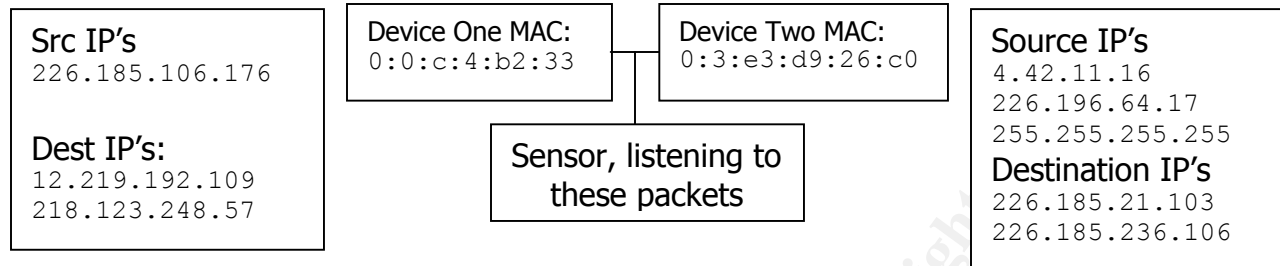 Src IP’s
226.185.106.176
Dest IP’s:
12.219.192.109
218.123.248.57
Device One MAC:
0:0:c:4:b2:33
Device Two MAC:
0:3:e3:d9:26:c0
Sensor, listening to
these packets
Source IP’s
4.42.11.16
226.196.64.17
255.255.255.255
Destination IP’s
226.185.21.103
226.185.236.106